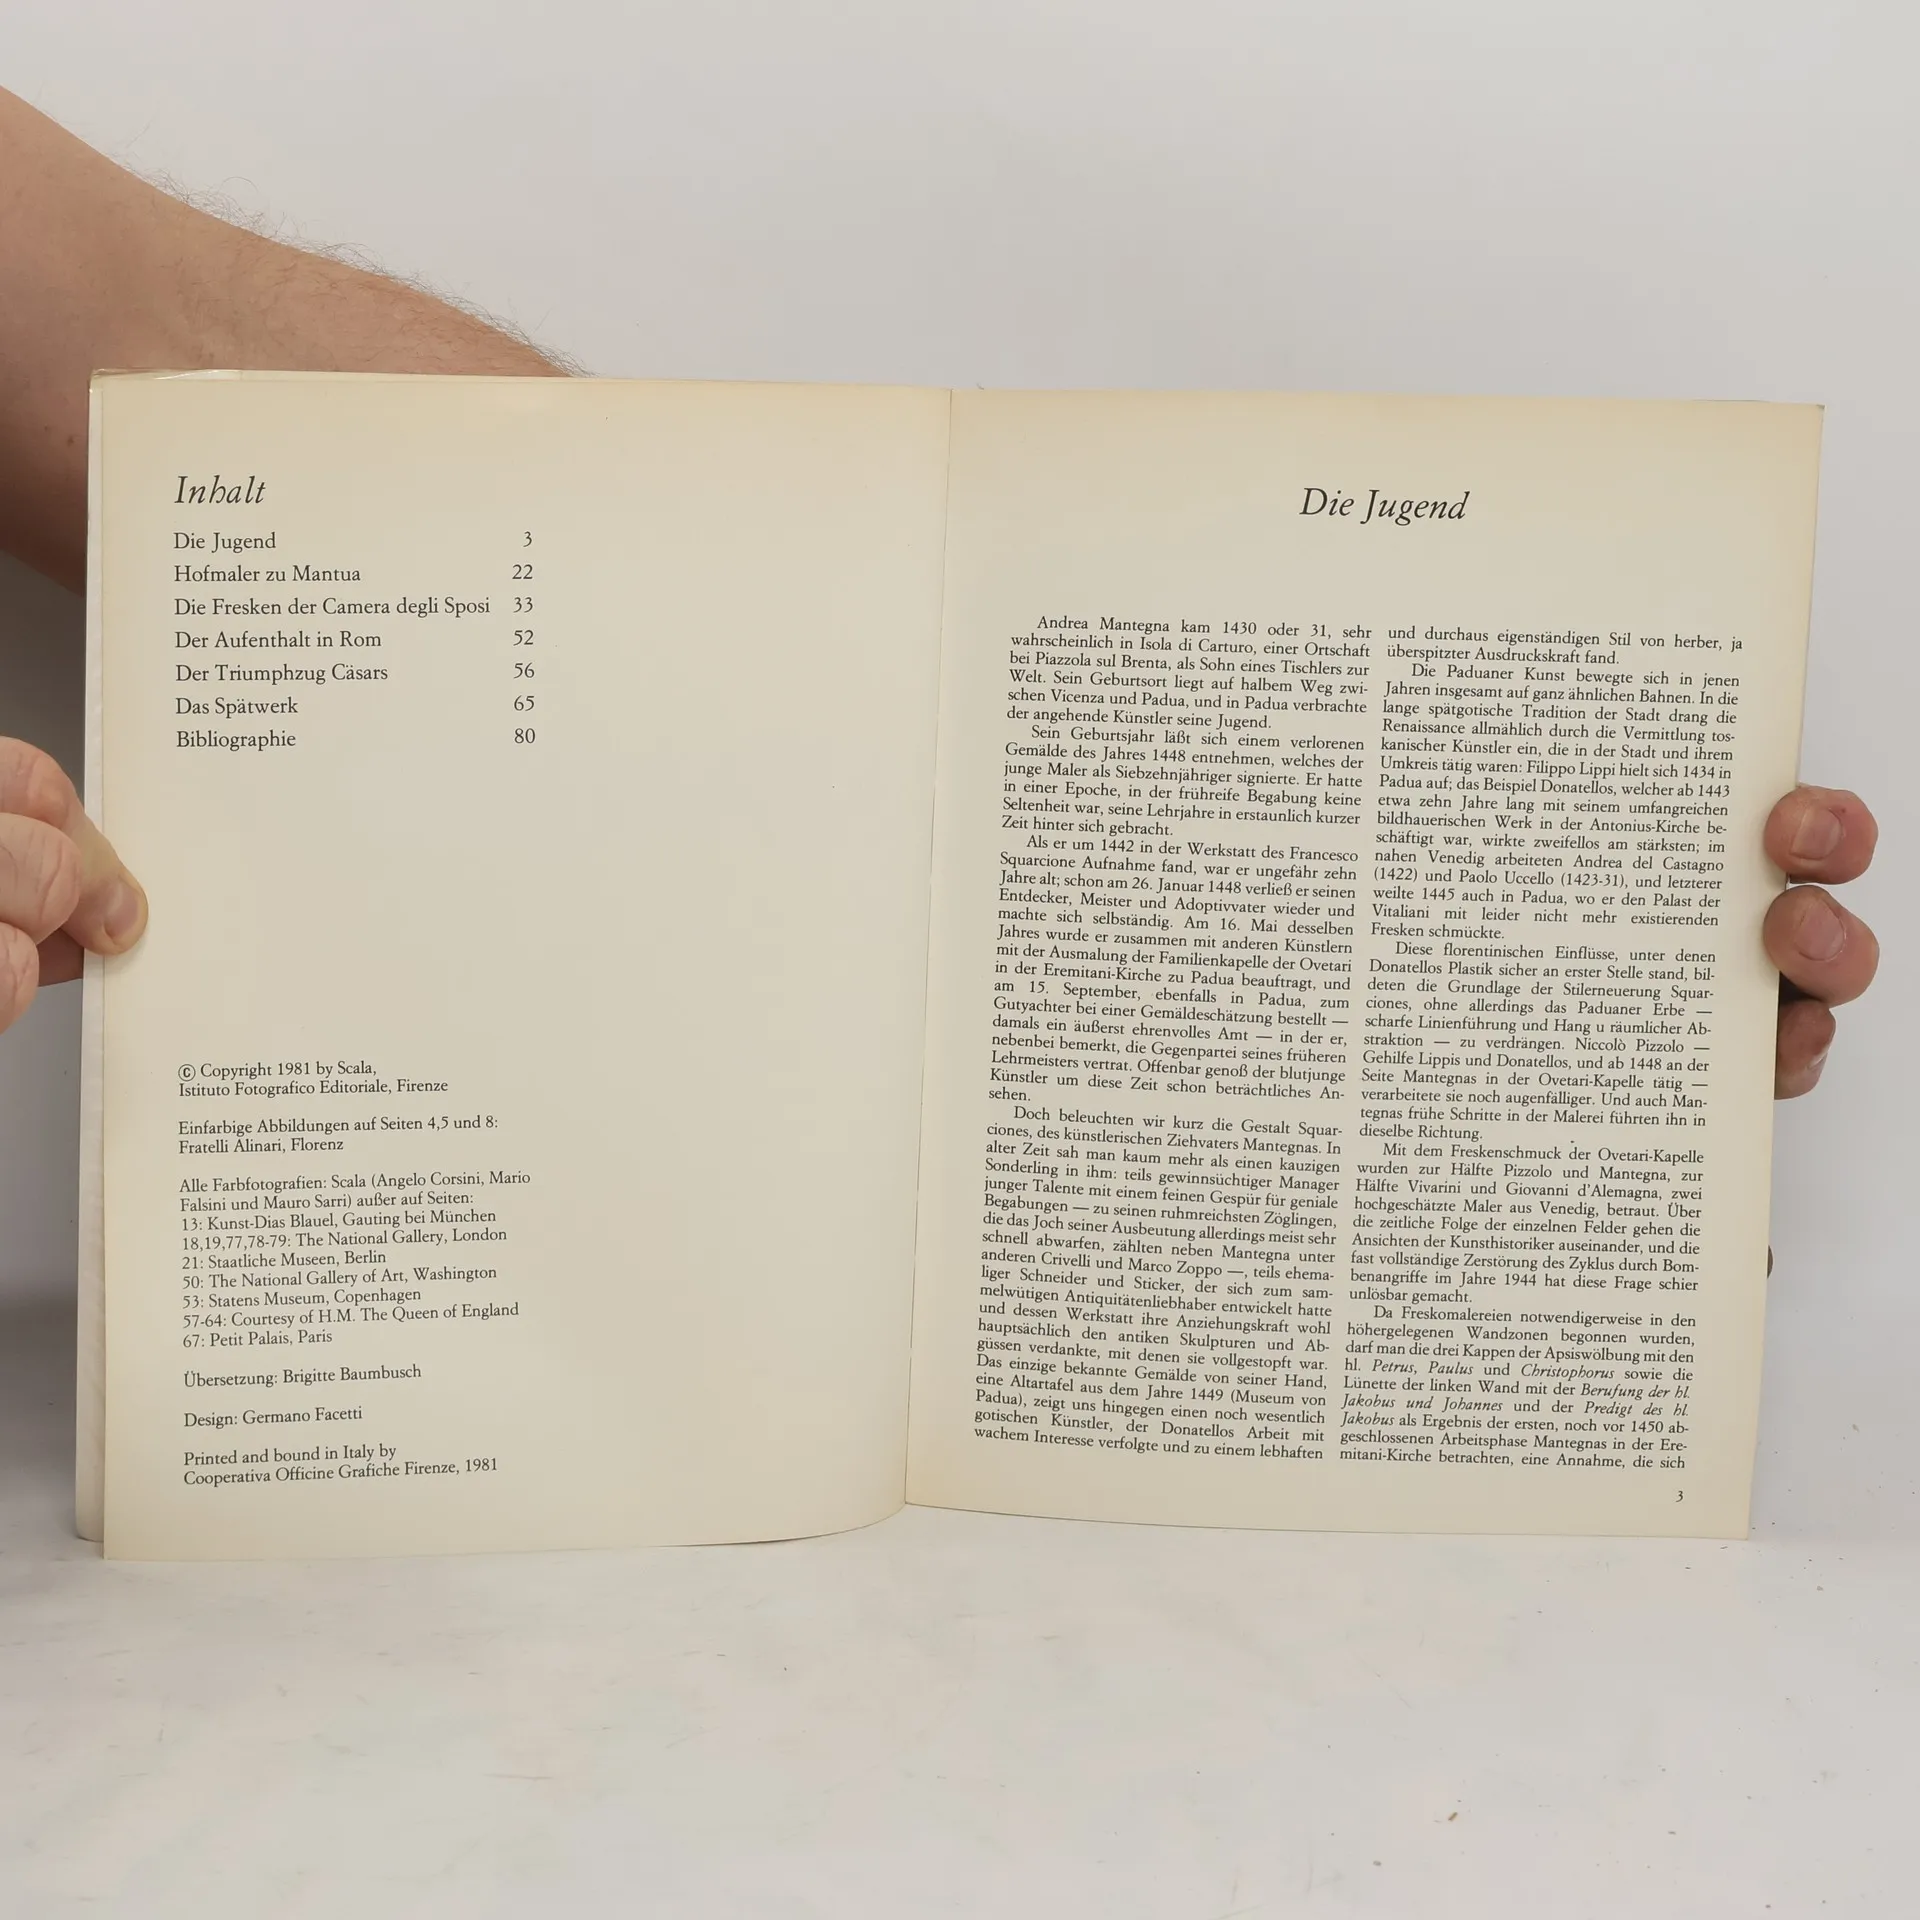 Inhalt
Die Jugend 3
Hofmaler zu Mantua 22
Die Fresken der Camera degli Sposi 33
Der Aufenthalt in Rom 52
Der Triumphzug Cäsars 56
Das Spätwerk 65
Bibliographie 80
© Copyright 1981 by Scala,
Istituto Fotografico Editoriale, Firenze
Einfarbige Abbildungen auf Seiten 4,5 und 8:
Fratelli Alinari, Florenz
Alle Farbfotografien: Scala (Angelo Corsini, Mario
Falsini und Mauro Sarri) außer auf Seiten:
13: Kunst-Dias Blauel, Gauting bei München
18,19,77,78-79: The National Gallery, London
21: Staatliche Museen, Berlin
50: The National Gallery of Art, Washington
53: Statens Museum, Copenhagen
57-64: Courtesy of H.M. The Queen of England
67: Petit Palais, Paris
Übersetzung: Brigitte Baumbusch
Design: Germano Facetti
Printed and bound in Italy by
Cooperativa Officine Grafiche Firenze, 1981
Die Jugend
Andrea Mantegna kam 1430 oder 31, sehr
wahrscheinlich in Isola di Carturo, einer Ortschaft
bei Piazzola sul Brenta, als Sohn eines Tischlers zur
Welt. Sein Geburtsort liegt auf halbem Weg zwi-
schen Vicenza und Padua, und in Padua verbrachte
der angehende Künstler seine Jugend.
Sein Geburtsjahr läßt sich einem verlorenen
Gemälde des Jahres 1448 entnehmen, welches der
junge Maler als Siebzehnjähriger signierte. Er hatte
in einer Epoche, in der frühreife Begabung keine
Seltenheit war, seine Lehrjahre in erstaunlich kurzer
Zeit hinter sich gebracht.
Als er um 1442 in der Werkstatt des Francesco
Squarcione Aufnahme fand, war er ungefähr zehn
Jahre alt; schon am 26. Januar 1448 verließ er seinen
Entdecker, Meister und Adoptivvater wieder und
machte sich selbständig. Am 16. Mai desselben
Jahres wurde er zusammen mit anderen Künstlern
mit der Ausmalung der Familienkapelle der Ovetari
in der Eremitani-Kirche zu Padua beauftragt, und
am 15. September, ebenfalls in Padua, zum
Gutyachter bei einer Gemäldeschätzung bestellt —
damals ein äußerst ehrenvolles Amt — in der er,
nebenbei bemerkt, die Gegenpartei seines früheren
Lehrmeisters vertrat. Offenbar genoß der blutjunge
Künstler um diese Zeit schon beträchtliches An-
sehen.
Doch beleuchten wir kurz die Gestalt Squar-
ciones, des künstlerischen Ziehvaters Mantegnas. In
alter Zeit sah man kaum mehr als einen kauzigen
Sonderling in ihm: teils gewinnsüchtiger Manager
junger Talente mit einem feinen Gespür für geniale
Begabungen — zu seinen ruhmreichsten Zöglingen,
die das Joch seiner Ausbeutung allerdings meist sehr
schnell abwarfen, zählten neben Mantegna unter
anderen Crivelli und Marco Zoppo —, teils ehema-
liger Schneider und Sticker, der sich zum sam-
melwütigen Antiquitätenliebhaber entwickelt hatte
und dessen Werkstatt ihre Anziehungskraft wohl
hauptsächlich den antiken Skulpturen und Ab-
güssen verdankte, mit denen sie vollgestopft war.
Das einzige bekannte Gemälde von seiner Hand,
eine Altartafel aus dem Jahre 1449 (Museum von
Padua), zeigt uns hingegen einen noch wesentlich
gotischen Künstler, der Donatellos Arbeit mit
wachem Interesse verfolgte und zu einem lebhaften
und durchaus eigenständigen Stil von herber, ja
überspitzter Ausdruckskraft fand.
Die Paduaner Kunst bewegte sich in jenen
Jahren insgesamt auf ganz ähnlichen Bahnen. In die
lange spätgotische Tradition der Stadt drang die
Renaissance allmählich durch die Vermittlung tos-
kanischer Künstler ein, die in der Stadt und ihrem
Umkreis tätig waren: Filippo Lippi hielt sich 1434 in
Padua auf; das Beispiel Donatellos, welcher ab 1443
etwa zehn Jahre lang mit seinem umfangreichen
bildhauerischen Werk in der Antonius-Kirche be-
schäftigt war, wirkte zweifellos am stärksten; im
nahen Venedig arbeiteten Andrea del Castagno
(1422) und Paolo Uccello (1423-31), und letzterer
weilte 1445 auch in Padua, wo er den Palast der
Vitaliani mit leider nicht mehr existierenden
Fresken schmückte.
Diese florentinischen Einflüsse, unter denen
Donatellos Plastik sicher an erster Stelle stand, bil-
deten die Grundlage der Stilerneuerung Squar-
ciones, ohne allerdings das Paduaner Erbe —
scharfe Linienführung und Hang u räumlicher Ab-
straktion — zu verdrängen. Niccolò Pizzolo —
Gehilfe Lippis und Donatellos, und ab 1448 an der
Seite Mantegnas in der Ovetari-Kapelle tätig —
verarbeitete sie noch augenfälliger. Und auch Man-
tegnas frühe Schritte in der Malerei führten ihn in
dieselbe Richtung.
Mit dem Freskenschmuck der Ovetari-Kapelle
wurden zur Hälfte Pizzolo und Mantegna, zur
Hälfte Vivarini und Giovanni d'Alemagna, zwei
hochgeschätzte Maler aus Venedig, betraut. Über
die zeitliche Folge der einzelnen Felder gehen die
Ansichten der Kunsthistoriker auseinander, und die
fast vollständige Zerstörung des Zyklus durch Bom-
benangriffe im Jahre 1944 hat diese Frage schier
unlösbar gemacht.
Da Freskomalereien notwendigerweise in den
höhergelegenen Wandzonen begonnen wurden,
darf man die drei Kappen der Apsiswölbung mit den
hl. Petrus, Paulus und Christophorus sowie die
Lünette der linken Wand mit der Berufung der hl.
Jakobus und Johannes und der Predigt des hl.
Jakobus als Ergebnis der ersten, noch vor 1450 ab-
geschlossenen Arbeitsphase Mantegnas in der Ere-
mitani-Kirche betrachten, eine Annahme, die sich
3